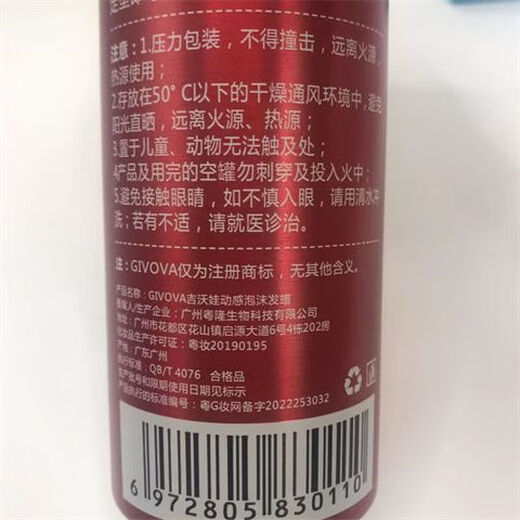 注意：1.压力包装，不得撞击，远离火源、
热源使用；
2.存放在50°C以下的干燥通风环境中,避免
阳光直晒，远离火源、热源；
3.置于儿童、动物无法触及处；
4.产品及用完的空罐勿刺穿及投入火中；
5.避免接触眼睛，如不慎入眼，请用清水冲
洗；若有不适，请就医诊治。
注：GIVOVA仅为注册商标，无其他含义。
产品名称：GIVOVA吉沃娃动感泡沫发蜡
备案人/生产企业：广州粤隆生物科技有限公司
地址：广州市花都区花山镇启源大道6号4栋202房
化妆品生产许可证：粤妆20190195
产地：广东广州
执行标准：QB/T 4076 合格品
生产批号和限期使用日期见标示
产品执行的标准编号：粤G妆网备字2022253032
6 972805 830110